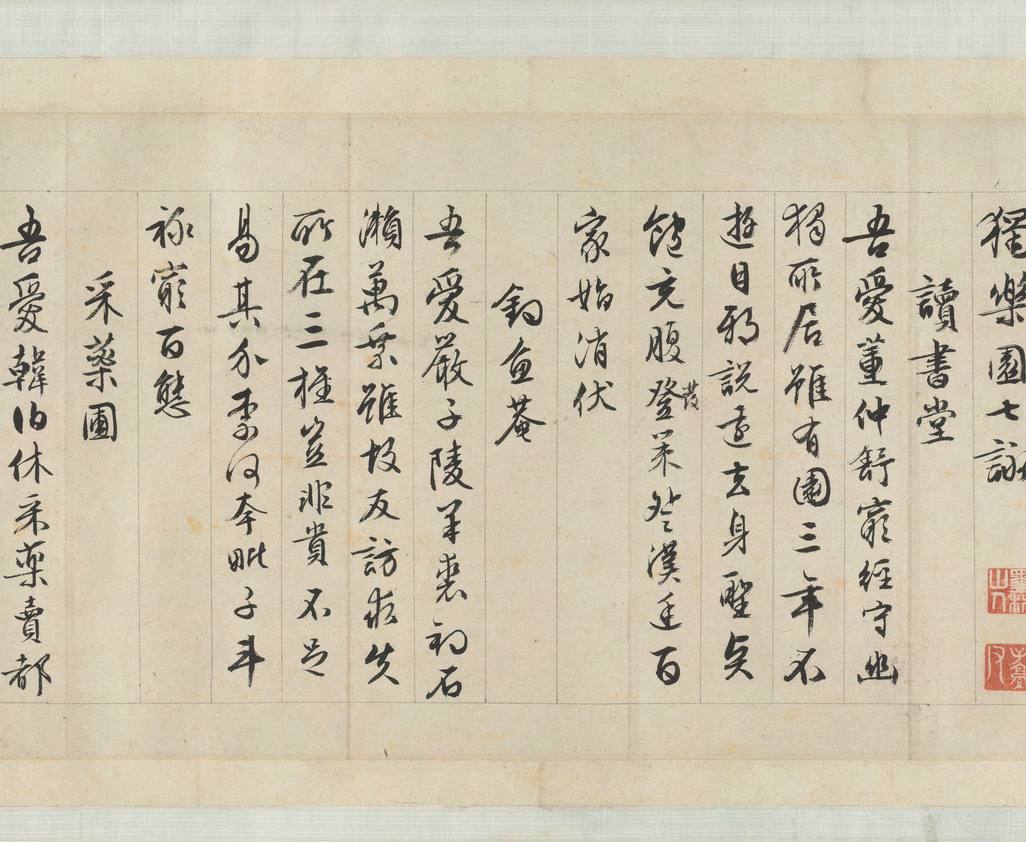 獨樂園七詠
讀書堂
吾愛董仲舒窮經守幽
獨所居雖有園三年不
遊目邪說遠去耳聖言
飽充腹登發策登漢廷百
家始消伏
釣魚菴
吾愛嚴子陵羊裘釣石
瀨萬乘雖故友訪求失
所在三旌豈非貴不足
易其介柰何夸毗子斗
祿窮百態
采藥圃
吾愛韓伯休采藥賣都